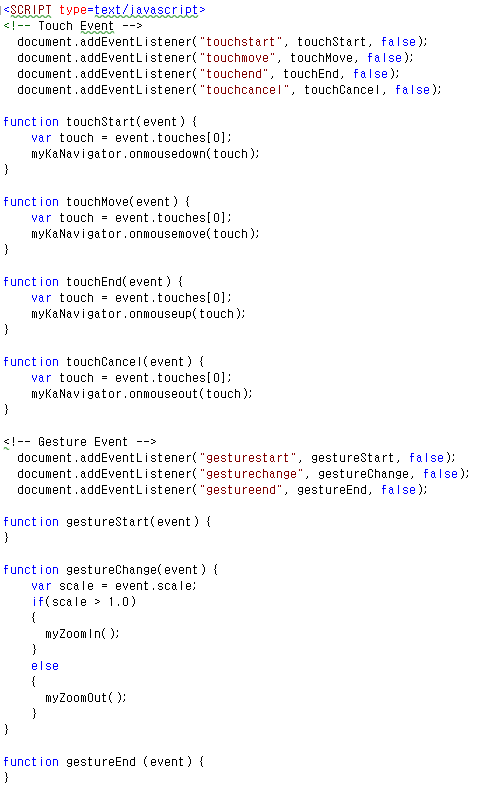 <SCRIPT type=text/javascript>
<!-- Touch Event -->
document.addEventListener("touchstart", touchStart, false);
document.addEventListener("touchmove", touchMove, false);
document.addEventListener("touchend", touchEnd, false);
document.addEventListener("touchcancel", touchCancel, false);
function touchStart(event) {
var touch = event.touches[0];
myKaNavigator.onmousedown(touch);
}
function touchMove(event) {
var touch = event.touches[0];
myKaNavigator.onmousemove(touch);
}
function touchEnd(event) {
var touch = event.touches[0];
myKaNavigator.onmouseup(touch);
}
function touchCancel(event) {
var touch = event.touches[0];
myKaNavigator.onmouseout(touch);
}
<!-- Gesture Event -->
document.addEventListener("gesturestart", gestureStart, false);
document.addEventListener("gesturechange", gestureChange, false);
document.addEventListener("gestureend", gestureEnd, false);
function gestureStart(event) {
}
function gestureChange(event) {
var scale = event.scale;
if(scale > 1.0)
{
myZoomIn();
}
else
{
myZoomOut();
}
}
function gestureEnd (event) {
}